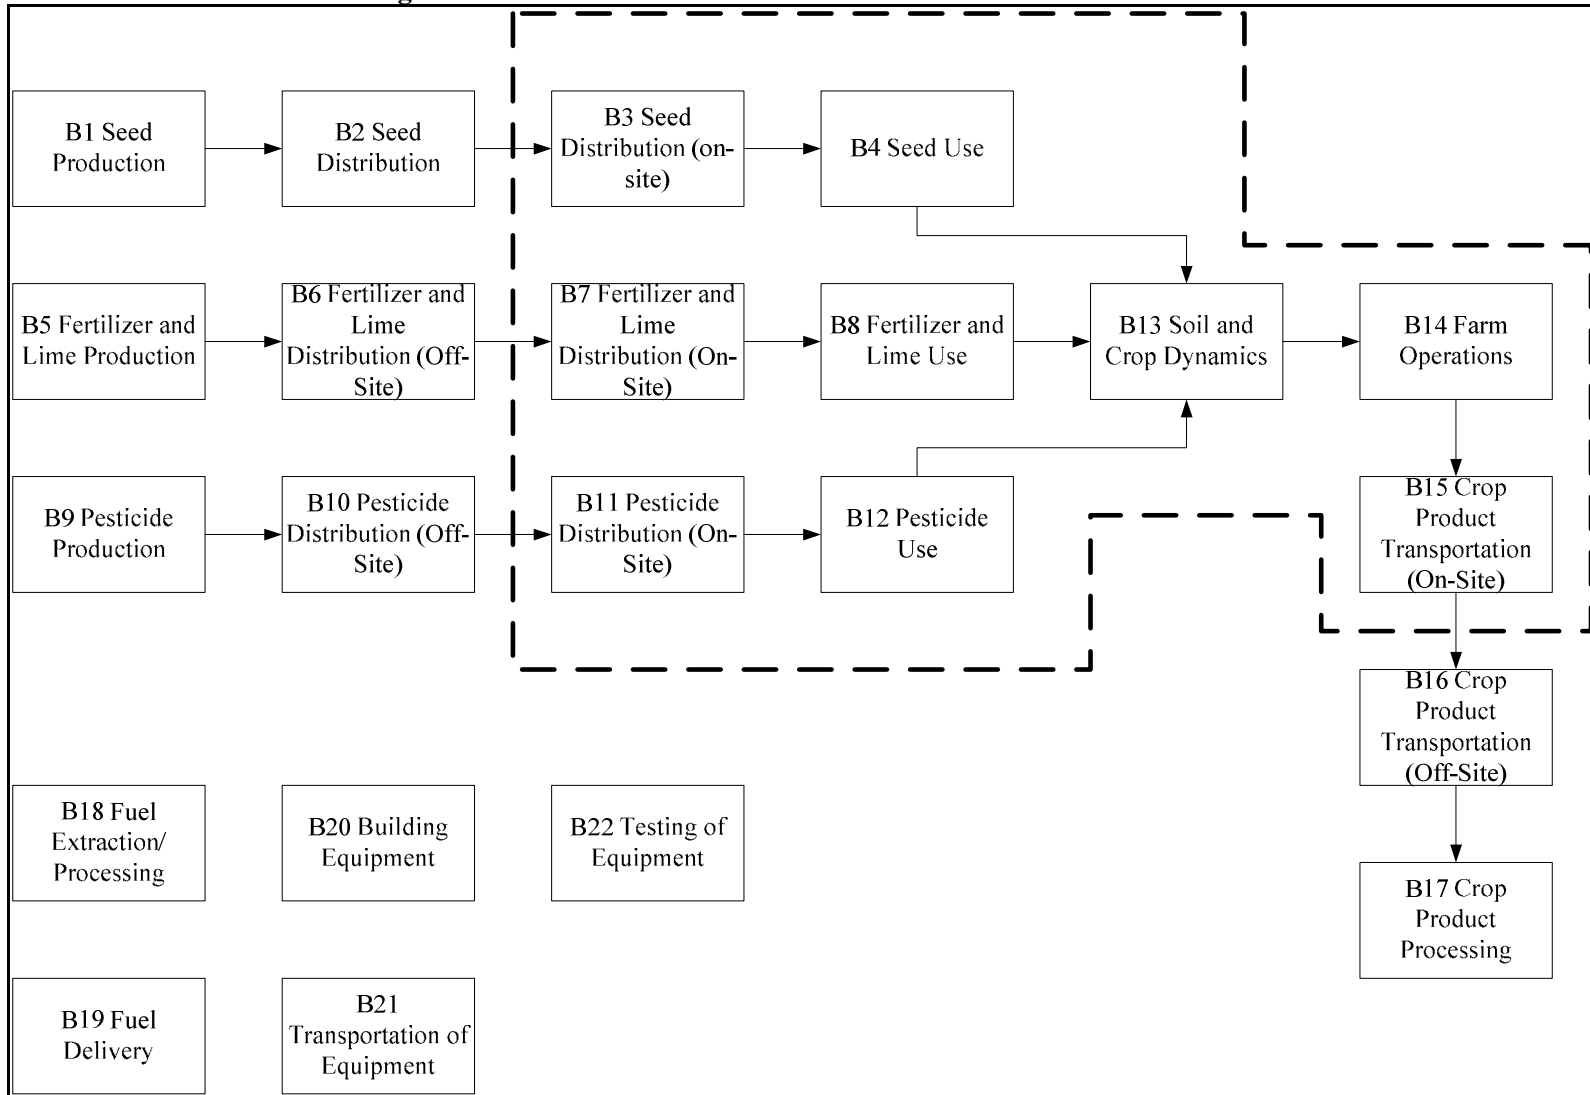 B1 Seed
Production
B2 Seed
Distribution
B3 Seed
Distribution (on-
site)
B4 Seed Use
B5 Fertilizer and
Lime Production
B6 Fertilizer and
Lime
Distribution (Off-
Site)
B7 Fertilizer and
Lime
Distribution (On-
Site)
B8 Fertilizer and
Lime Use
B13 Soil and
Crop Dynamics
B14 Farm
Operations
B9 Pesticide
Production
B10 Pesticide
Distribution (Off-
Site)
B11 Pesticide
Distribution (On-
Site)
B12 Pesticide
Use
B15 Crop
Product
Transportation
(On-Site)
B16 Crop
Product
Transportation
(Off-Site)
B18 Fuel
Extraction/
Processing
B20 Building
Equipment
B22 Testing of
Equipment
B17 Crop
Product
Processing
B19 Fuel
Delivery
B21
Transportation of
Equipment